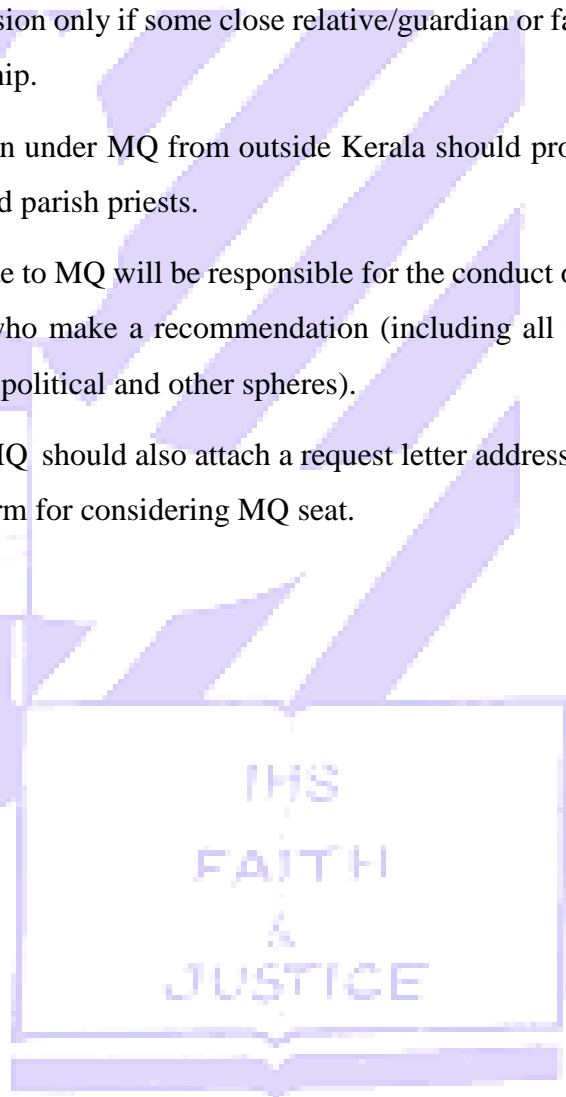 sion only if some close relative/guardian or fa
ip.
n under MQ from outside Kerala should pro
d parish priests.
e to MQ will be responsible for the conduct o
who make a recommendation (including all
political and other spheres).
IQ should also attach a request letter address
rm for considering MQ seat.
IHS
FAITH
&
JUSTICE